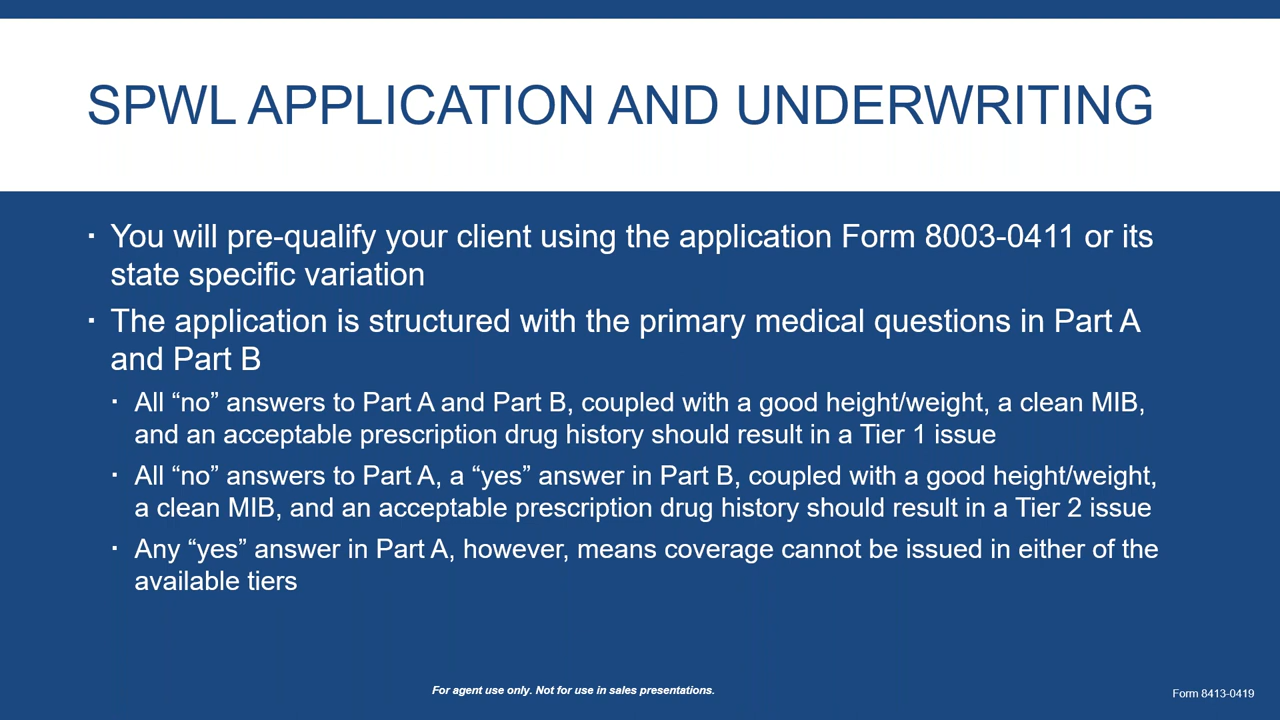 SPWL APPLICATION AND UNDERWRITING
▪ You will pre-qualify your client using the application Form 8003-0411 or its
state specific variation
▪ The application is structured with the primary medical questions in Part A
and Part B
▪ All “no” answers to Part A and Part B, coupled with a good height/weight, a clean MIB,
and an acceptable prescription drug history should result in a Tier 1 issue
▪ All “no” answers to Part A, a “yes” answer in Part B, coupled with a good height/weight,
a clean MIB, and an acceptable prescription drug history should result in a Tier 2 issue
▪ Any “yes” answer in Part A, however, means coverage cannot be issued in either of the
available tiers
For agent use only. Not for use in sales presentations.
Form 8413-0419